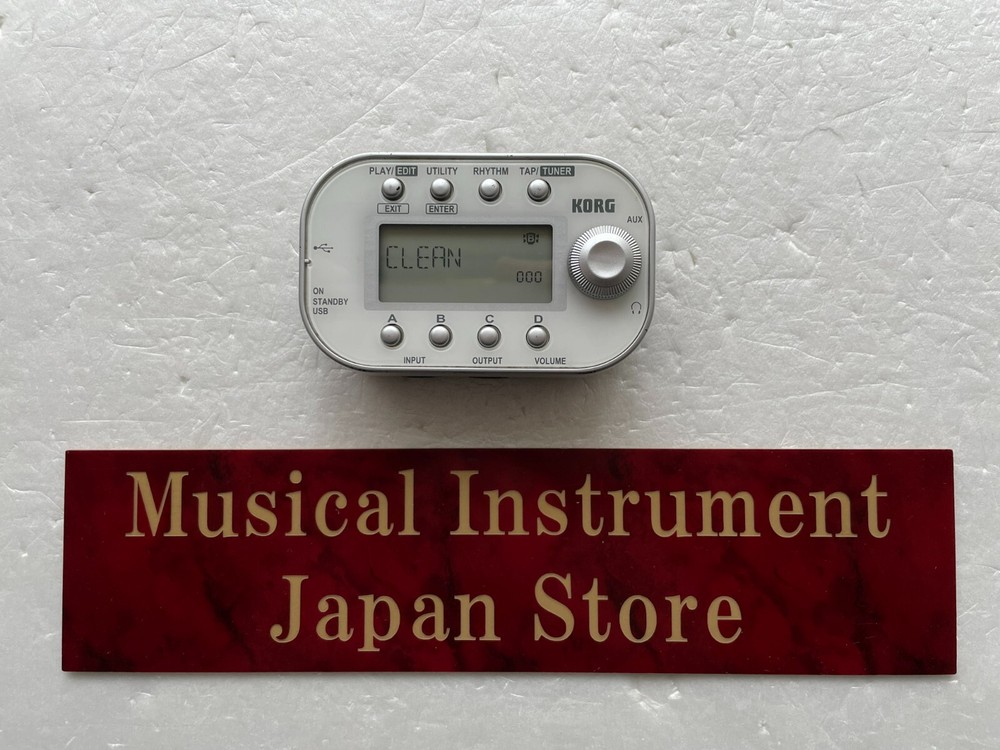 PLAY/EDIT UTILITY RHYTHM TAP/TUNER
EXIT ENTER
KORG
AUX
CLEAN
000
ON
STANDBY
USB
A B C D
INPUT OUTPUT VOLUME
Musical Instrument
Japan Store